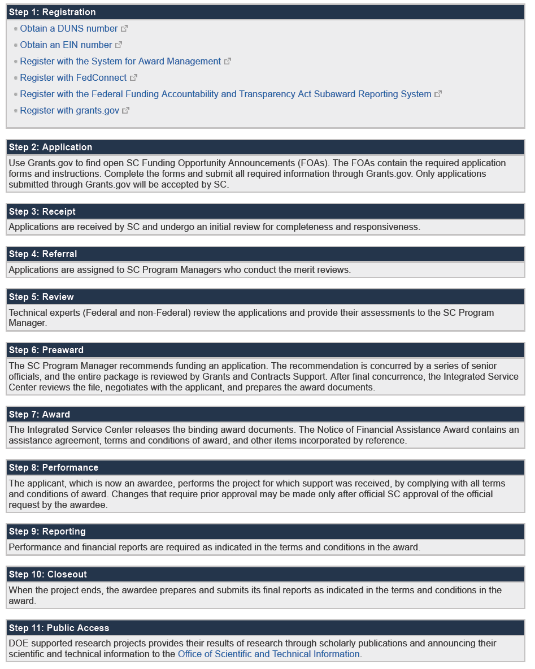 Step 1: Registration
Obtain a DUNS number
Obtain an EIN number
Register with the System for Award Management
Register with FedConnect
Register with the Federal Funding Accountability and Transparency Act Subaward Reporting System
Register with grants.gov
Step 2: Application
Use Grants.gov to find open SC Funding Opportunity Announcements (FOAs). The FOAs contain the required application
forms and instructions. Complete the forms and submit all required information through Grants.gov. Only applications
submitted through Grants.gov will be accepted by SC.
Step 3: Receipt
Applications are received by SC and undergo an initial review for completeness and responsiveness.
Step 4: Referral
Applications are assigned to SC Program Managers who conduct the merit reviews.
Step 5: Review
Technical experts (Federal and non-Federal) review the applications and provide their assessments to the SC Program
Manager.
Step 6: Preaward
The SC Program Manager recommends funding an application. The recommendation is concurred by a series of senior
officials, and the entire package is reviewed by Grants and Contracts Support. After final concurrence, the Integrated Service
Center reviews the file, negotiates with the applicant, and prepares the award documents.
Step 7: Award
The Integrated Service Center releases the binding award documents. The Notice of Financial Assistance Award contains an
assistance agreement, terms and conditions of award, and other items incorporated by reference.
Step 8: Performance
The applicant, which is now an awardee, performs the project for which support was received, by complying with all terms
and conditions of award. Changes that require prior approval may be made only after official SC approval of the official
request by the awardee.
Step 9: Reporting
Performance and financial reports are required as indicated in the terms and conditions in the award.
Step 10: Closeout
When the project ends, the awardee prepares and submits its final reports as indicated in the terms and conditions in the
award.
Step 11: Public Access
DOE supported research projects provides their results of research through scholarly publications and announcing their
scientific and technical information to the Office of Scientific and Technical Information.